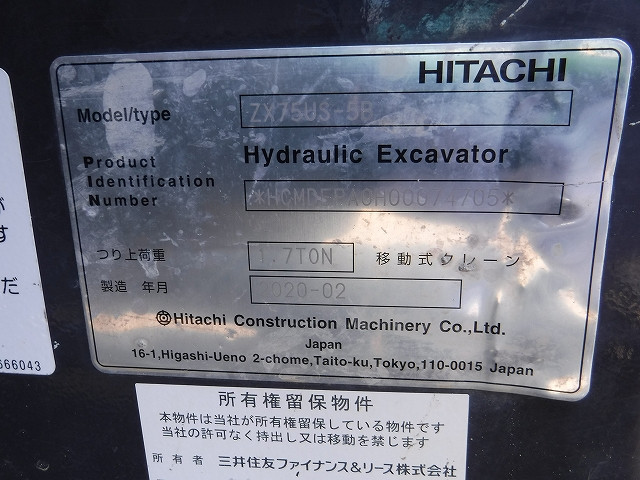 HITACHI
Model/type ZX75US-5B
Hydraulic Excavator
Product
Identification
Number
つり上荷重 1.7TON 移動式クレーン
製造 年月 2020-02
Hitachi Construction Machinery Co.,Ltd.
Japan
16-1,Higashi-Ueno 2-chome,Taito-ku,Tokyo,110-0015 Japan
が
す
だ
666043
所有権留保物件
本物件は当社が所有権留保している物件です
当社の許可なく持出し又は移動を禁じます
所有者 三井住友ファイナンス&リース株式会社